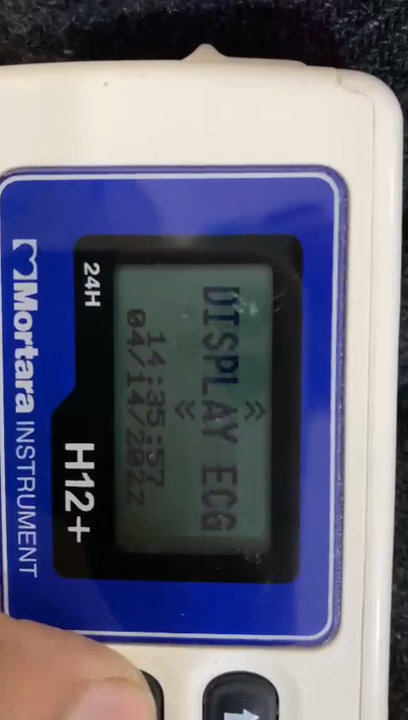 DISPLAY ECG
14:35:57
04/14/2022
24H
H12+
Mortara INSTRUMENT